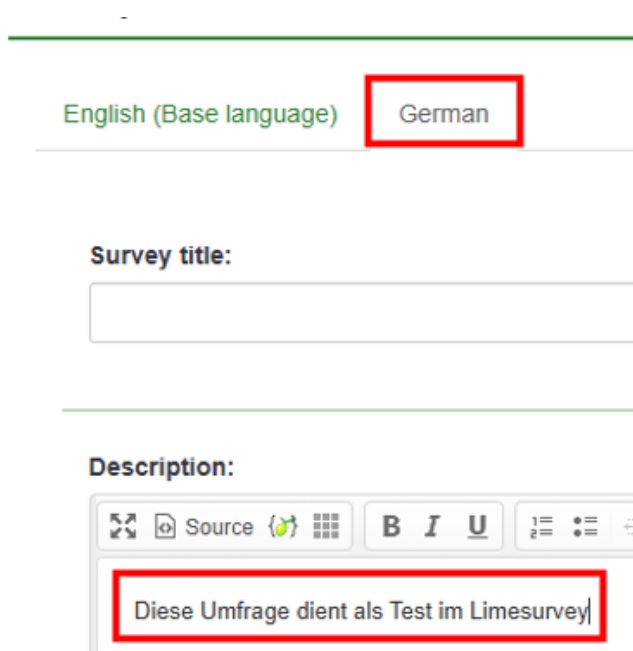 English (Base language) German
Survey title:
Description:
Source B I U
Diese Umfrage dient als Test im Limesurvey